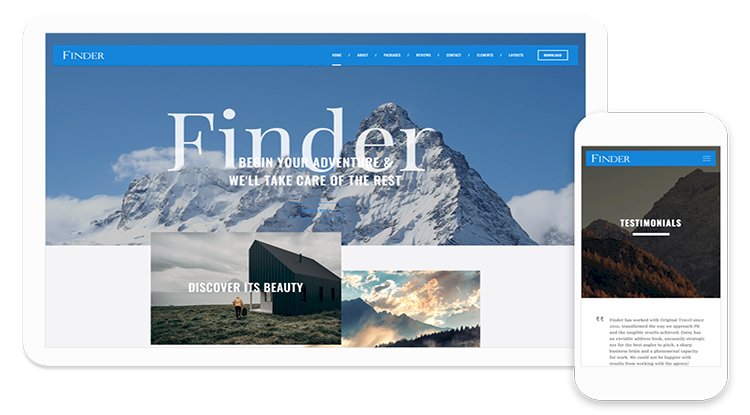 FINDER
HOME / ABOUT / PACKAGES / REVIEWS / CONTACT / ELEMENTS / LAYOUTS
DOWNLOAD
Finder
BEGIN YOUR ADVENTURE &
WE'LL TAKE CARE OF THE REST
DISCOVER ITS BEAUTY
FINDER
TESTIMONIALS
"
Finder has worked with Original Travel since
2010, transformed the way we approach PR
and the tangible results achieved. Daisy has
an enviable address book, uncannily strategic
eye for the best angles to pitch, a sharp
business brain and a phenomenal capacity
for work. We could not be happier with
results from working with the agency!